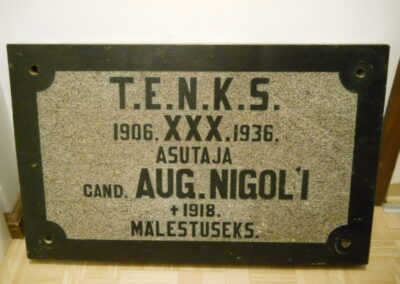 T.E.N.K.S.
1906. XXX. 1936.
ASUTAJA
CAND. AUG. NIGOL'I
+ 1918.
MÄLESTUSEKS.